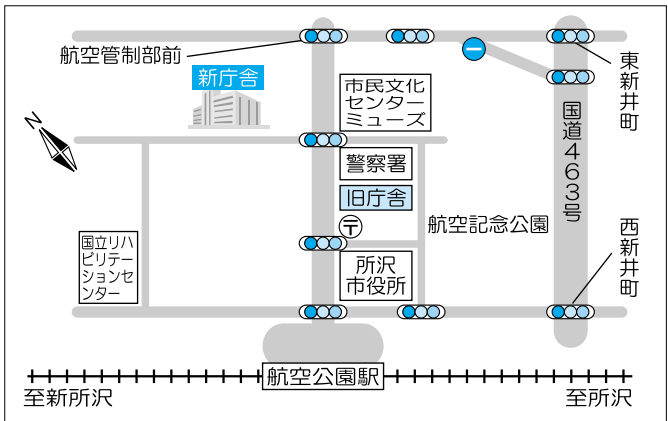 航空管制部前
新庁舎
東新井町
市民文化
センター
ミューズ
N
国道463号
警察署
旧庁舎
〒
航空記念公園
西新井町
国立リハ
ビリテー
ションセ
ンター
所沢
市役所
航空公園駅
至新所沢
至所沢